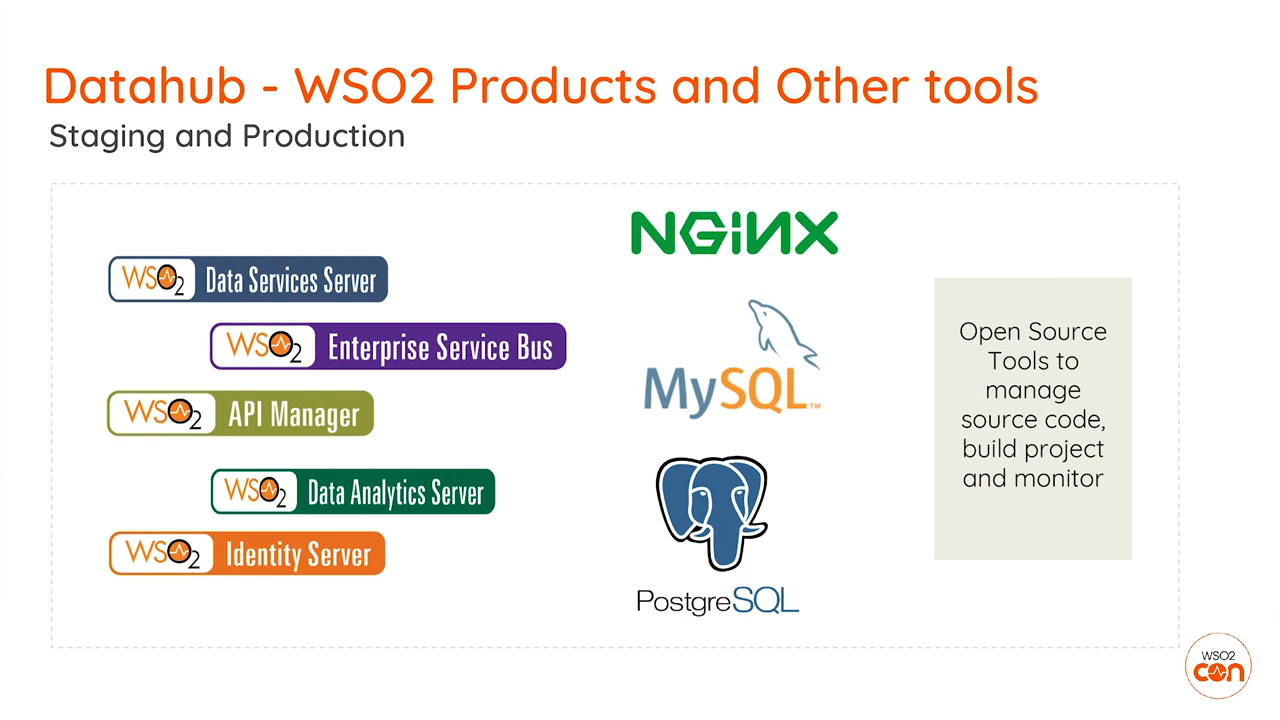 Datahub - WSO2 Products and Other tools
Staging and Production
WSO2 Data Services Server
WSO2 Enterprise Service Bus
WSO2 API Manager
WSO2 Data Analytics Server
WSO2 Identity Server
NGiNX
MySQL™
PostgreSQL
Open Source
Tools to
manage
source code,
build project
and monitor
WSO2
con